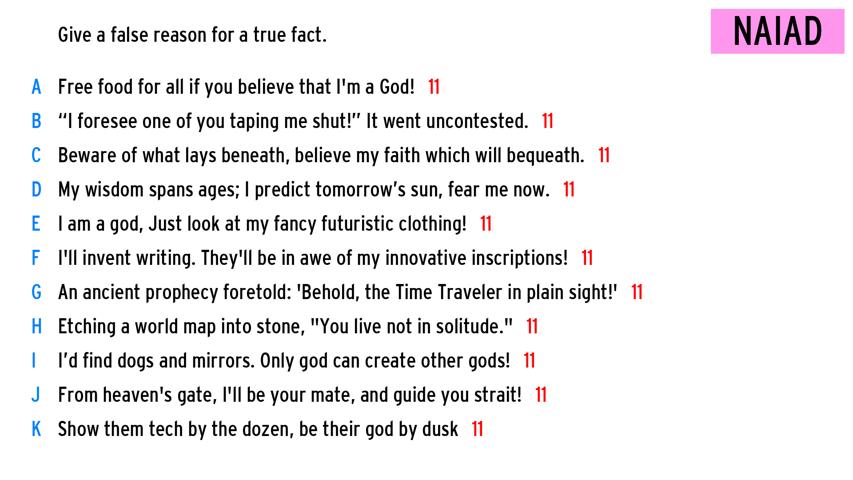 Give a false reason for a true fact.
NAIAD
A Free food for all if you believe that I'm a God! 11
B “I foresee one of you taping me shut!” It went uncontested. 11
C Beware of what lays beneath, believe my faith which will bequeath. 11
D My wisdom spans ages; I predict tomorrow’s sun, fear me now. 11
E I am a god, Just look at my fancy futuristic clothing! 11
F I'll invent writing. They'll be in awe of my innovative inscriptions! 11
G An ancient prophecy foretold: 'Behold, the Time Traveler in plain sight!' 11
H Etching a world map into stone, "You live not in solitude." 11
I I’d find dogs and mirrors. Only god can create other gods! 11
J From heaven's gate, I'll be your mate, and guide you strait! 11
K Show them tech by the dozen, be their god by dusk 11